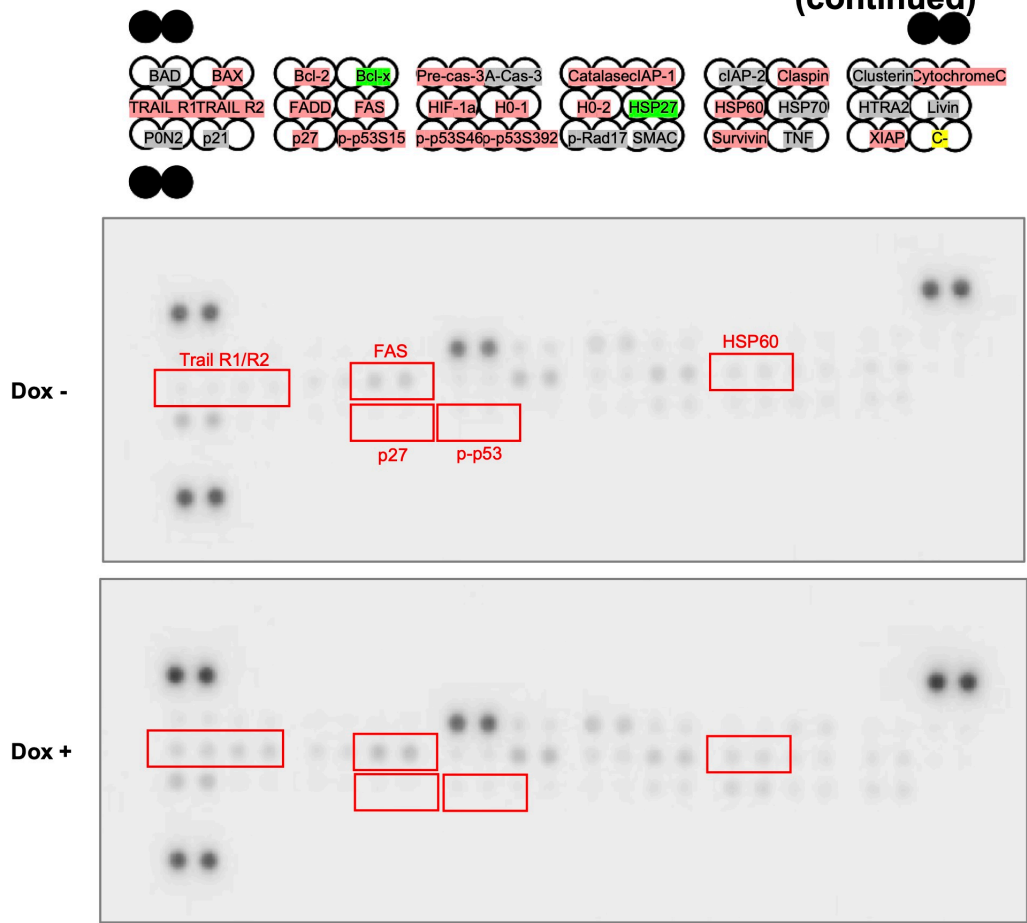 (continued)
BAD BAX Bcl-2 Bcl-x Pre-cas-3 A-Cas-3 Catalase cIAP-1 cIAP-2 Claspin Clusterin CytochromeC
TRAIL R1 TRAIL R2 FADD FAS HIF-1a H0-1 H0-2 HSP27 HSP60 HSP70 HTRA2 Livin
P0N2 p21 p27 p-p53S15 p-p53S46 p-p53S392 p-Rad17 SMAC Survivin TNF XIAP C-
Trail R1/R2 FAS HSP60
Dox -
p27 p-p53
Dox +